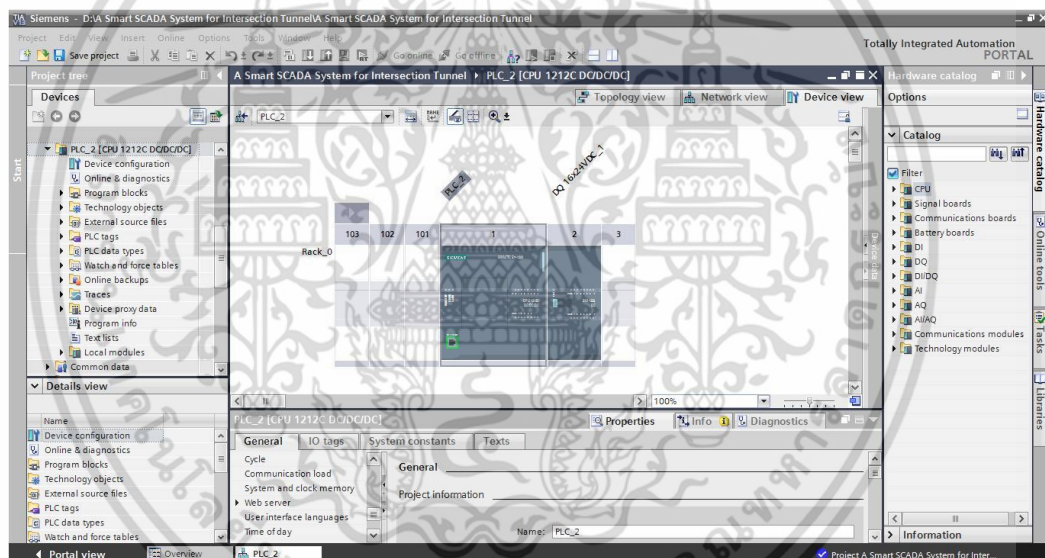 Siemens - D:\A Smart SCADA System for Intersection Tunnel\A Smart SCADA System for Intersection Tunnel
Project Edit View Insert Online Options Tools Window Help
Save project
Go online
Go offline
Totally Integrated Automation
PORTAL
Project tree
A Smart SCADA System for Intersection Tunnel PLC_2 [CPU 1212C DC/DC/DC]
Hardware catalog
Devices
Topology view
Network view
Device view
Options
PLC_2
Catalog
Filter
Start
PLC_2 [CPU 1212C DC/DC/DC]
Device configuration
Online & diagnostics
Program blocks
Technology objects
External source files
PLC tags
PLC data types
Watch and force tables
Online backups
Traces
Device proxy data
Program info
Text lists
Local modules
Common data
PLC_2
DQ 16x24VDC_1
103 102 101 1 2 3
Rack_0
SIEMENS
Device data
CPU
Signal boards
Communications boards
Battery boards
DI
DQ
DI/DQ
AI
AQ
AI/AQ
Communications modules
Technology modules
Hardware catalog
Online tools
Tasks
Libraries
Details view
100%
Name
Device configuration
Online & diagnostics
Program blocks
Technology objects
External source files
PLC tags
PLC data types
Watch and force tables
PLC_2 [CPU 1212C DC/DC/DC]
Properties
Info
Diagnostics
General
IO tags
System constants
Texts
Cycle
Communication load
System and clock memory
Web server
User interface languages
Time of day
General
Project information
Name: PLC_2
Information
Portal view
Overview
PLC_2
Project A Smart SCADA System for Inter...